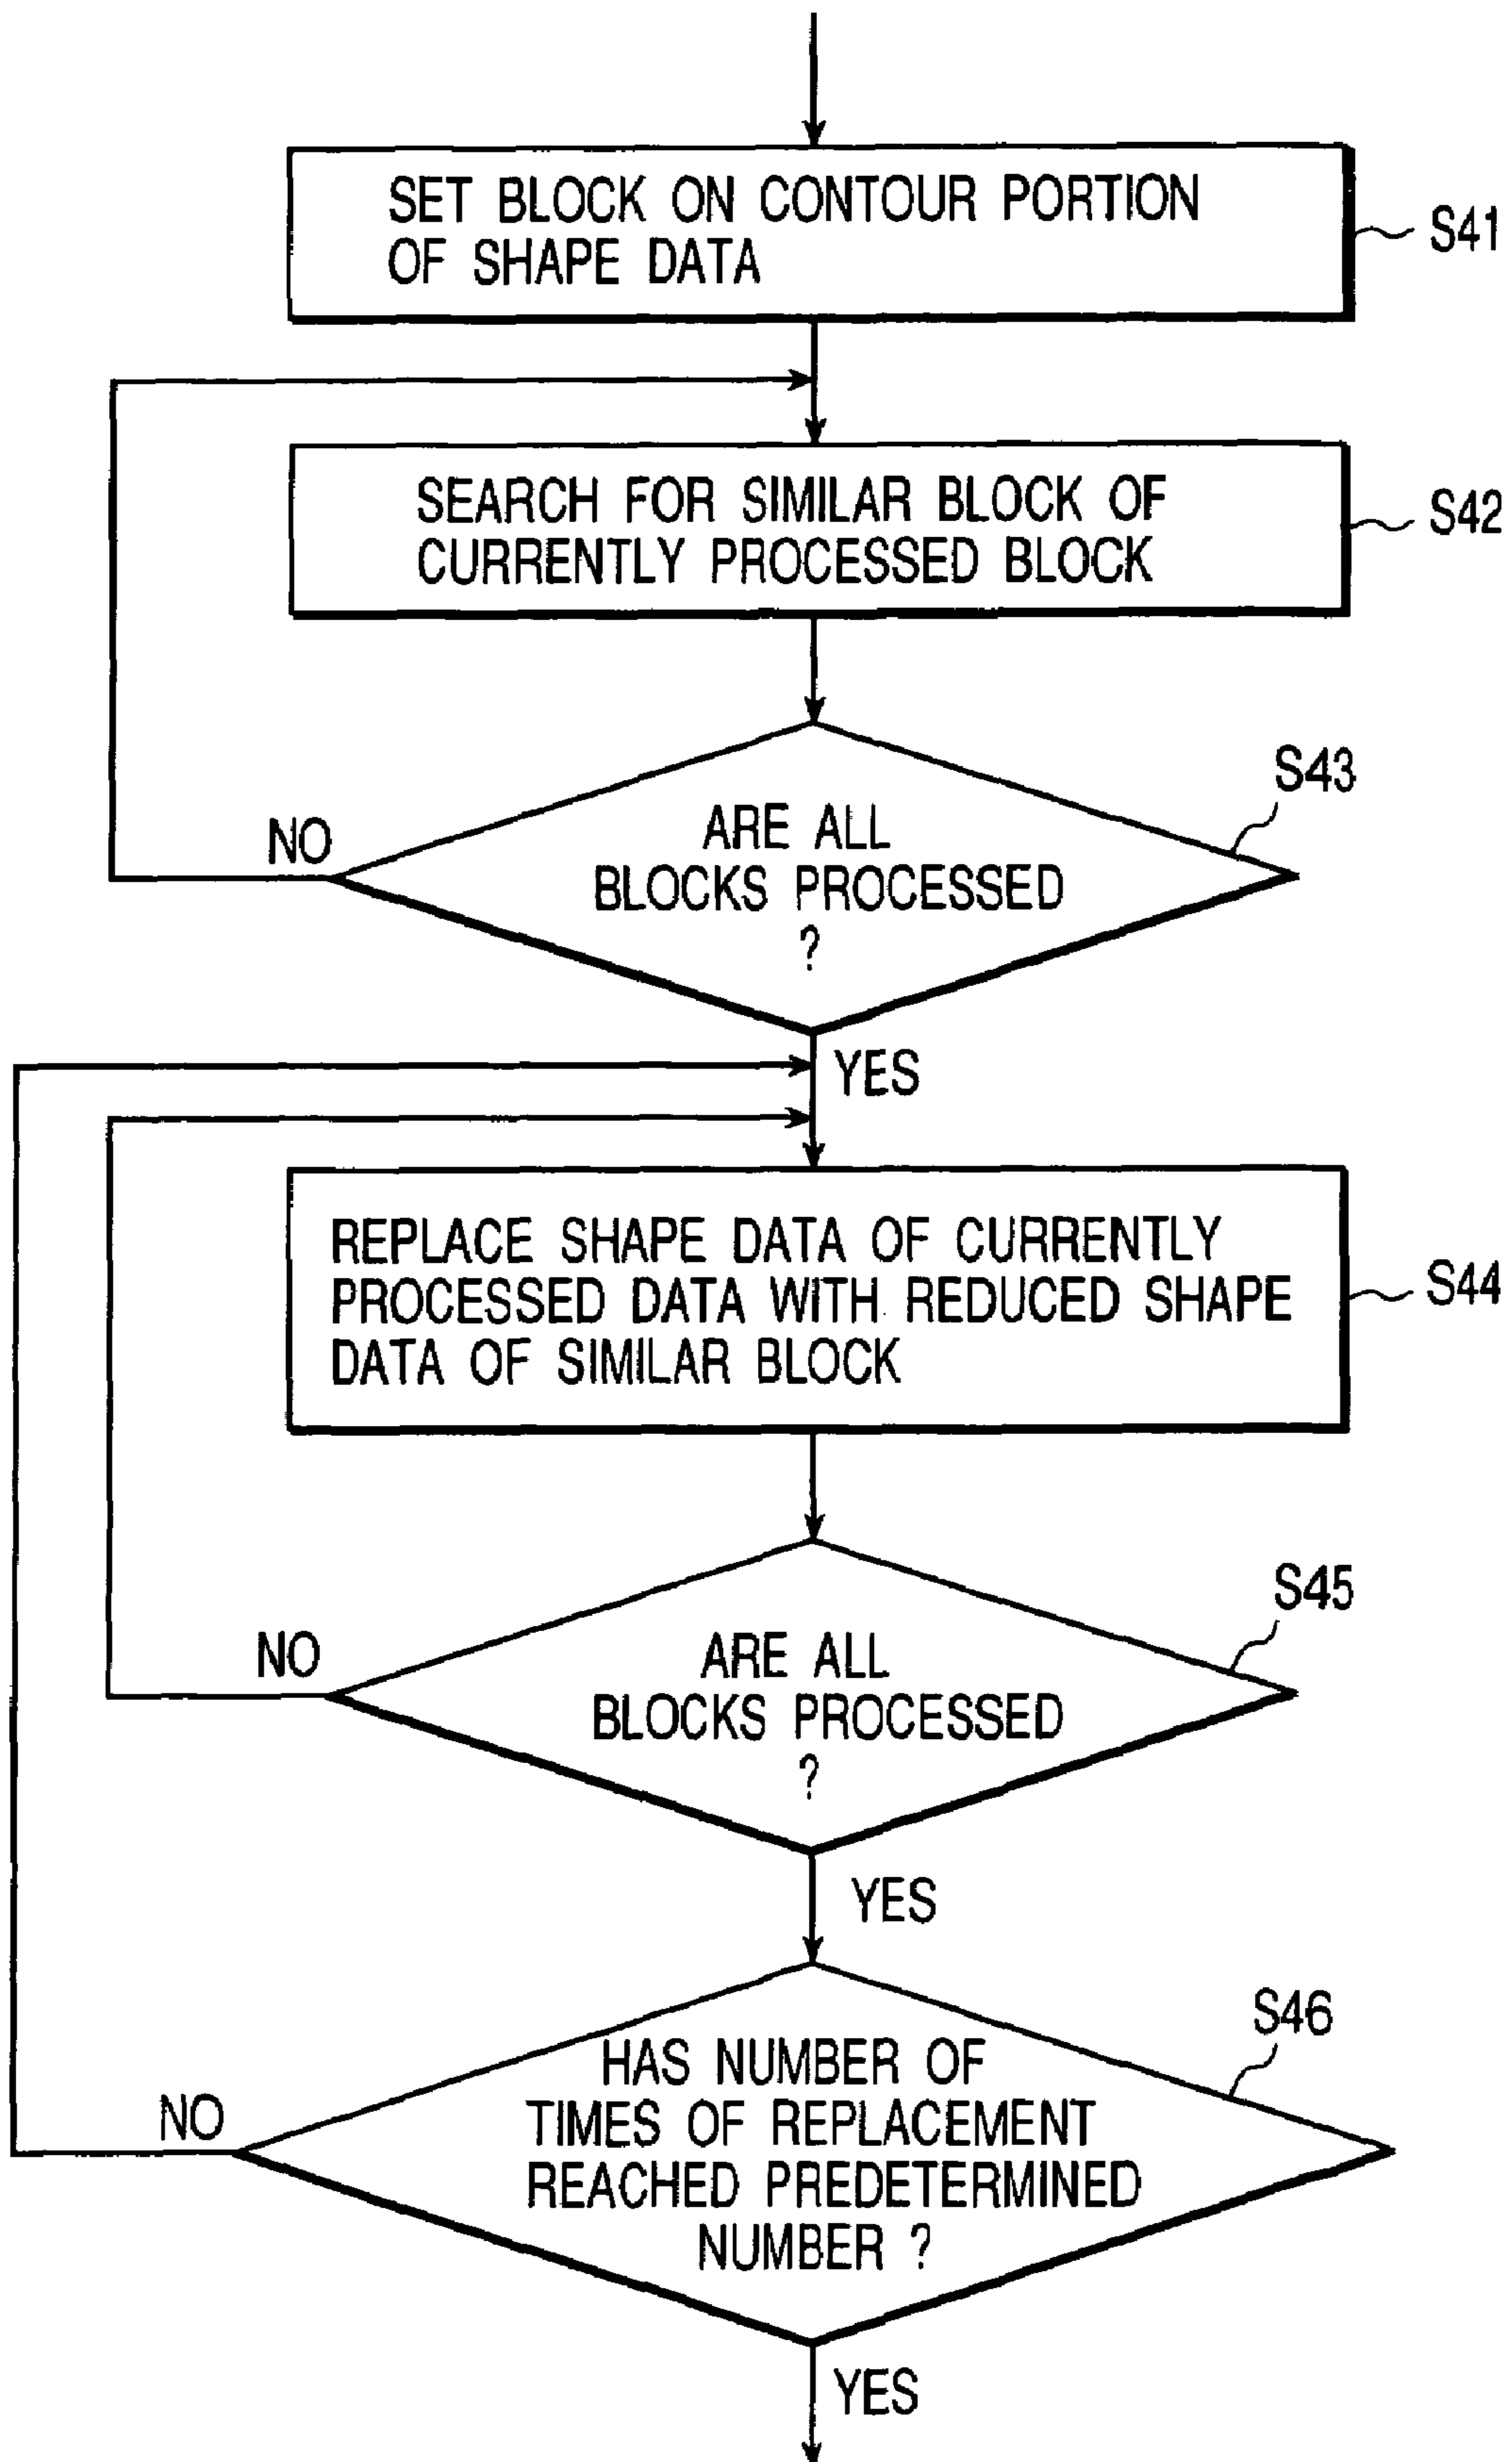 SET BLOCK ON CONTOUR PORTION
OF SHAPE DATA
S41
SEARCH FOR SIMILAR BLOCK OF
CURRENTLY PROCESSED BLOCK
S42
S43
ARE ALL
BLOCKS PROCESSED
?
NO
YES
REPLACE SHAPE DATA OF CURRENTLY
PROCESSED DATA WITH REDUCED SHAPE
DATA OF SIMILAR BLOCK
S44
S45
ARE ALL
BLOCKS PROCESSED
?
NO
YES
S46
HAS NUMBER OF
TIMES OF REPLACEMENT
REACHED PREDETERMINED
NUMBER ?
NO
YES